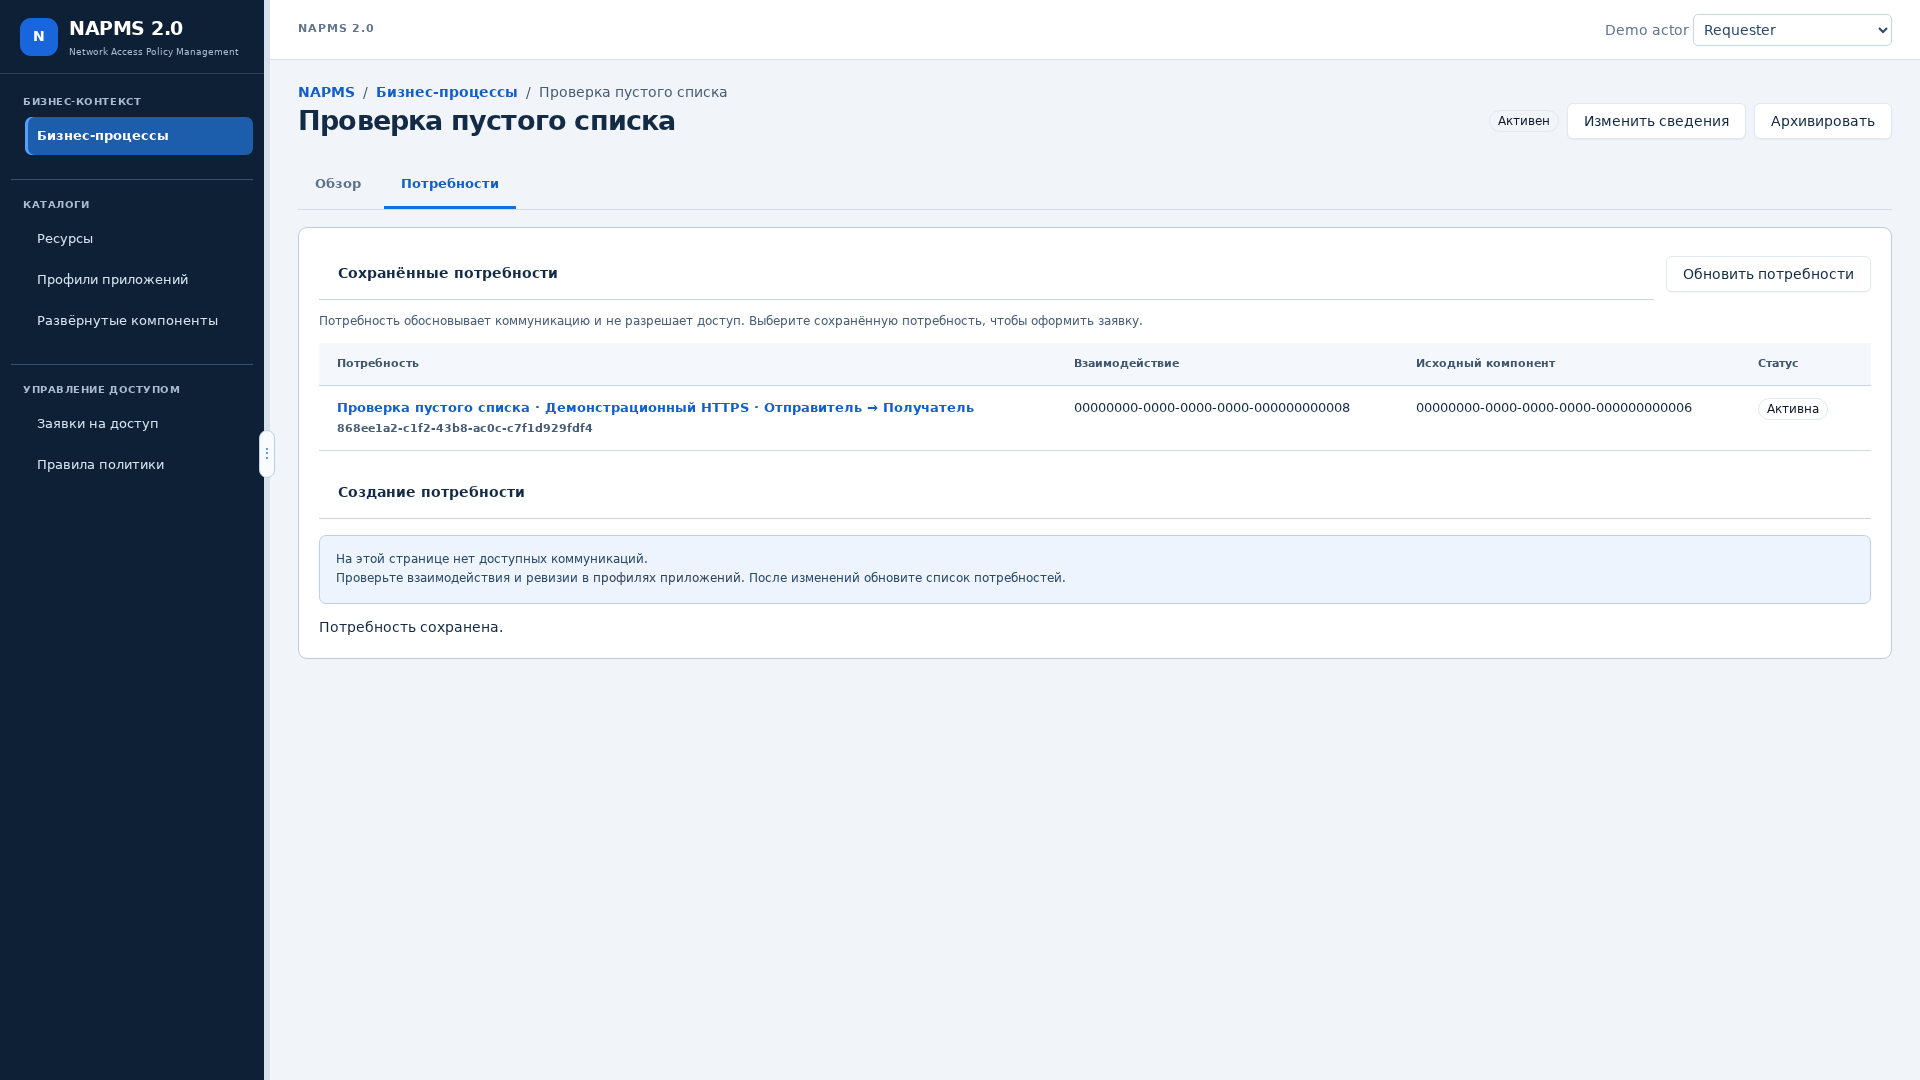 N
NAPMS 2.0
Network Access Policy Management
БИЗНЕС-КОНТЕКСТ
Бизнес-процессы
КАТАЛОГИ
Ресурсы
Профили приложений
Развёрнутые компоненты
УПРАВЛЕНИЕ ДОСТУПОМ
Заявки на доступ
Правила политики
NAPMS 2.0
Demo actor Requester
NAPMS / Бизнес-процессы / Проверка пустого списка
Проверка пустого списка
Активен Изменить сведения Архивировать
Обзор Потребности
Сохранённые потребности
Обновить потребности
Потребность обосновывает коммуникацию и не разрешает доступ. Выберите сохранённую потребность, чтобы оформить заявку.
Потребность Взаимодействие Исходный компонент Статус
Проверка пустого списка · Демонстрационный HTTPS · Отправитель → Получатель 00000000-0000-0000-0000-000000000008 00000000-0000-0000-0000-000000000006 Активна
868ee1a2-c1f2-43b8-ac0c-c7f1d929fdf4
Создание потребности
На этой странице нет доступных коммуникаций.
Проверьте взаимодействия и ревизии в профилях приложений. После изменений обновите список потребностей.
Потребность сохранена.